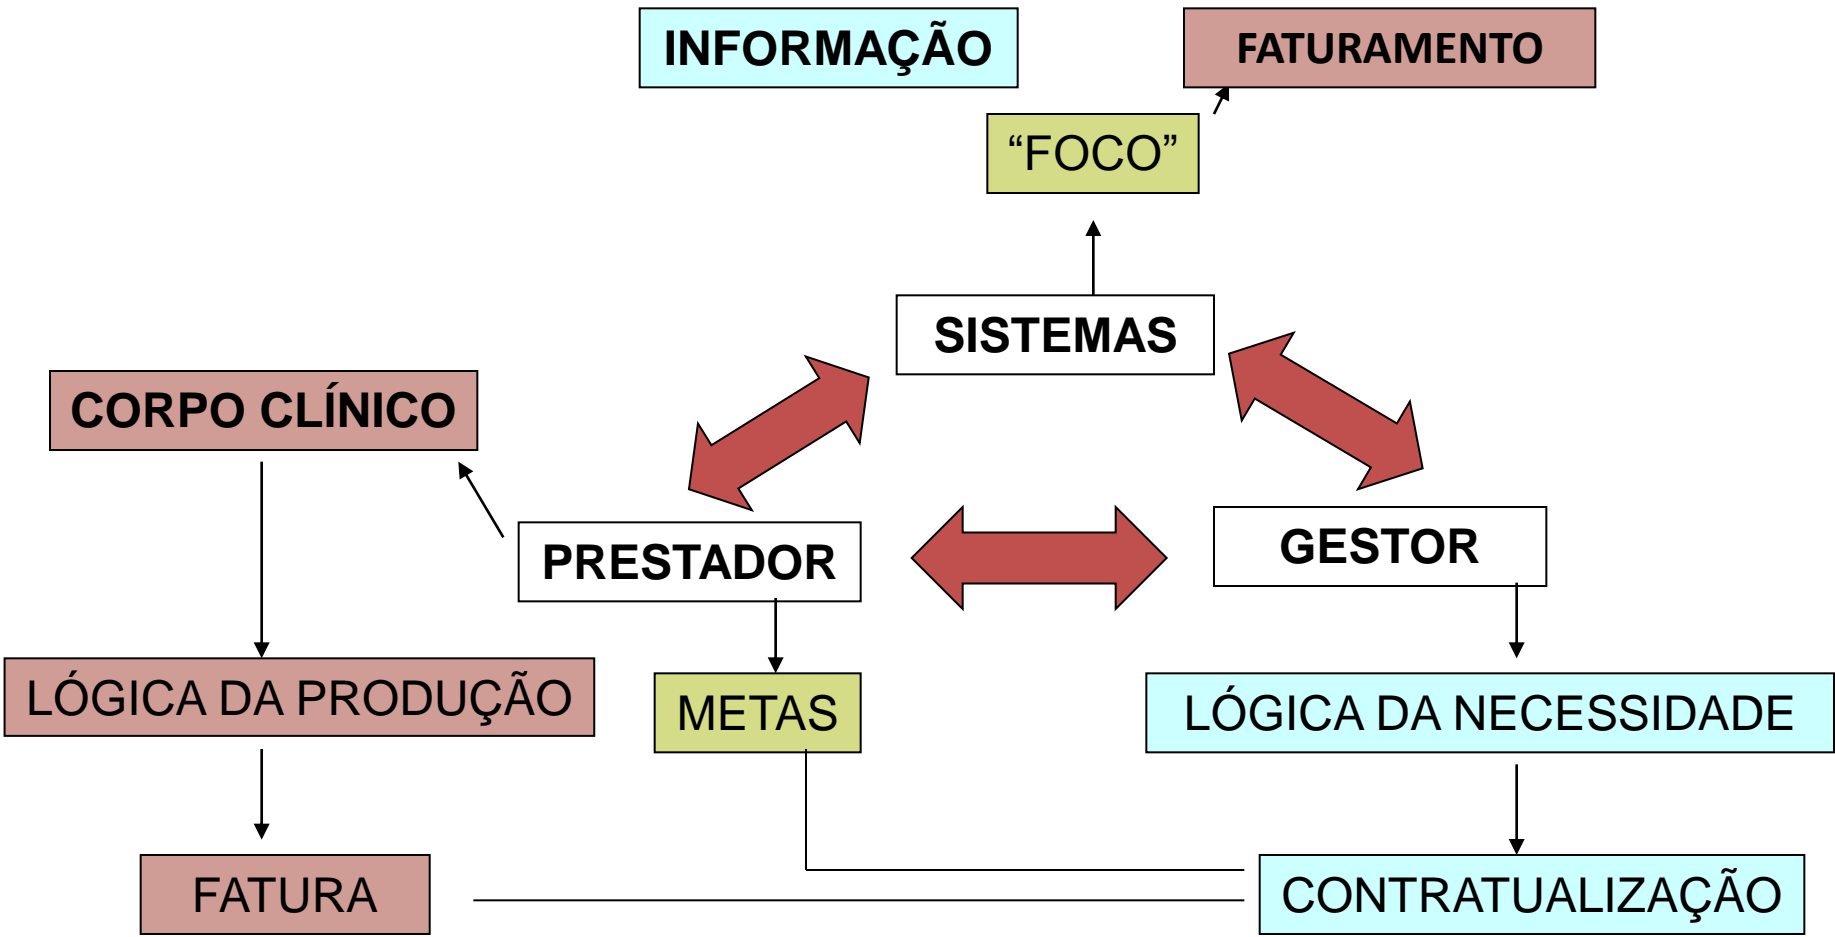 INFORMAÇÃO
FATURAMENTO
“FOCO”
SISTEMAS
CORPO CLÍNICO
PRESTADOR
GESTOR
LÓGICA DA PRODUÇÃO
METAS
LÓGICA DA NECESSIDADE
FATURA
CONTRATUALIZAÇÃO